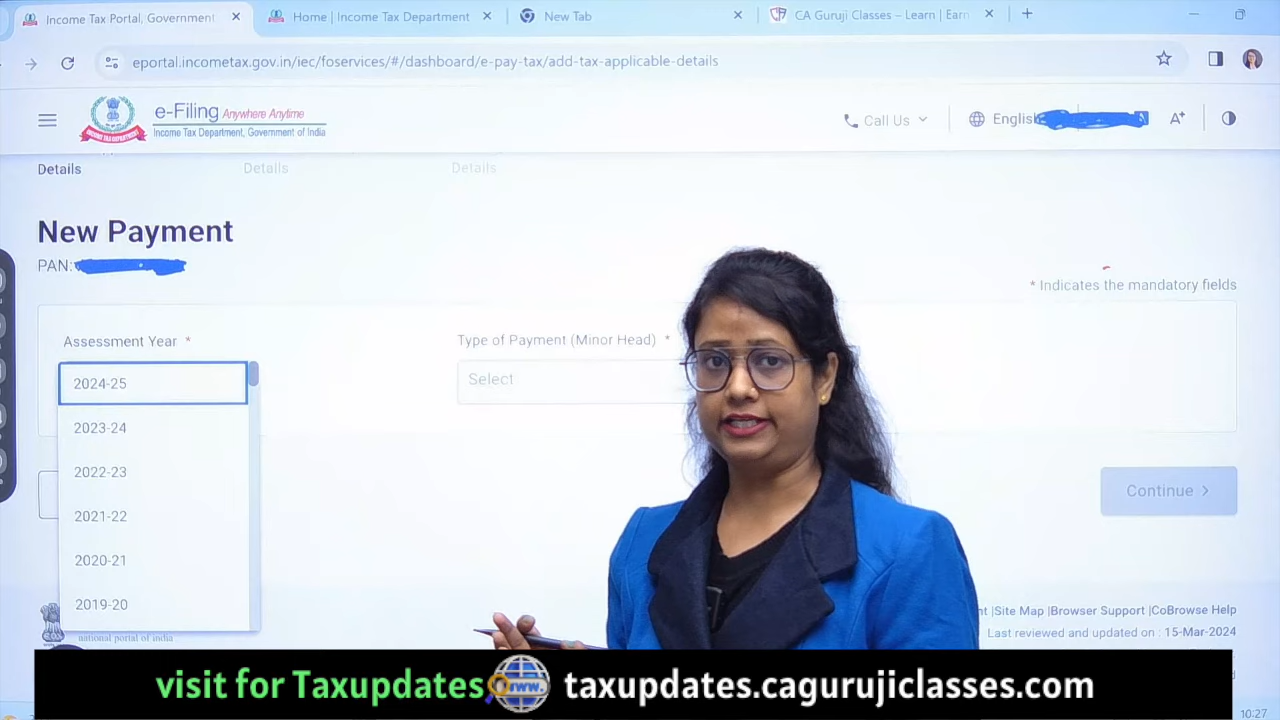 Income Tax Portal, Government
Home | Income Tax Department
New Tab
CA Guruji Classes – Learn | Earn
eportal.incometax.gov.in/iec/foservices/#/dashboard/e-pay-tax/add-tax-applicable-details
e-Filing Anywhere Anytime
Income Tax Department, Government of India
Call Us
English
Details
Details
Details
New Payment
PAN:
* Indicates the mandatory fields
Assessment Year *
Type of Payment (Minor Head) *
Select
2024-25
2023-24
2022-23
2021-22
2020-21
2019-20
Continue
|Site Map |Browser Support |CoBrowse Help
Last reviewed and updated on : 15-Mar-2024
national portal of india
visit for Taxupdates www. taxupdates.cagurujiclasses.com
10:27